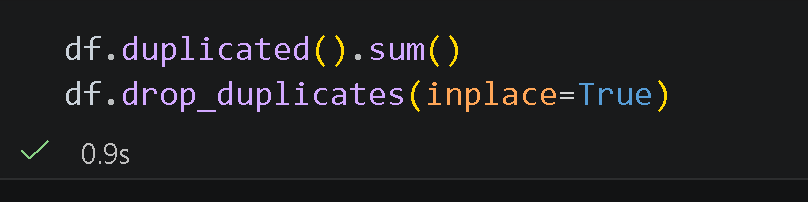 df.duplicated().sum()
df.drop_duplicates(inplace=True)
0.9s